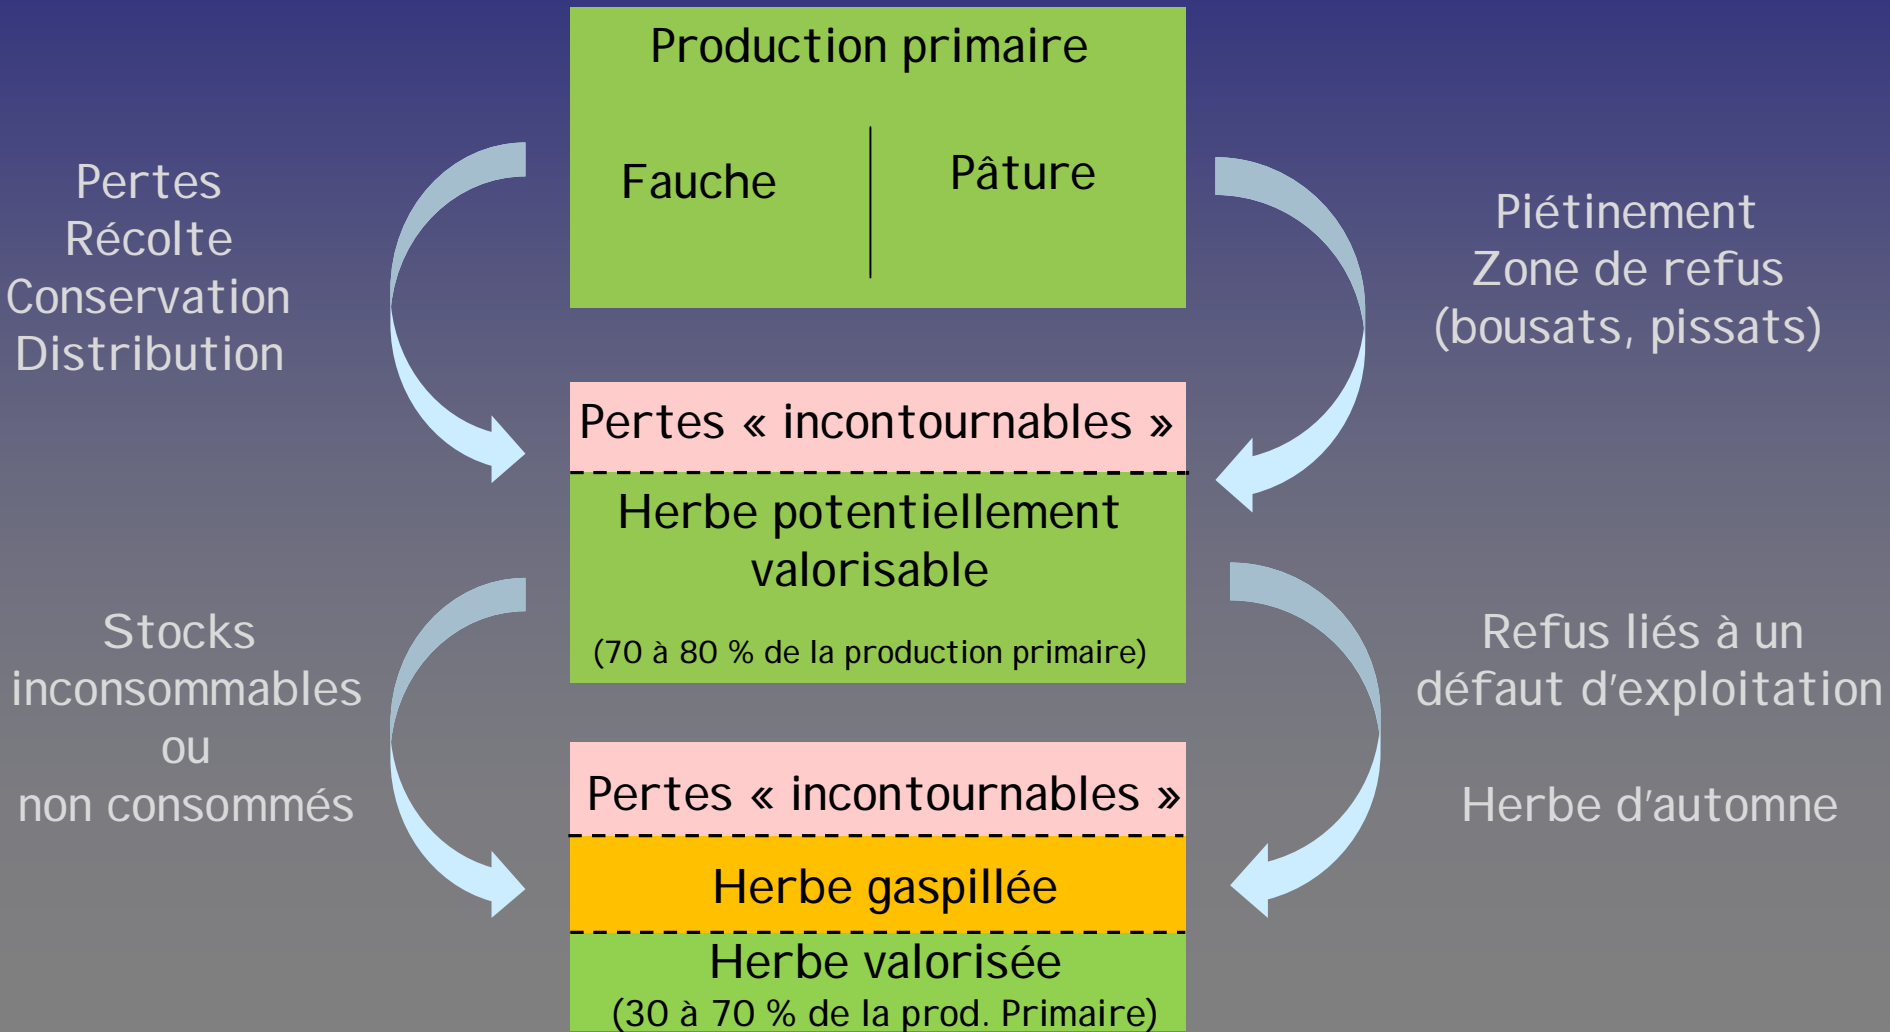 Production primaire
Fauche
Pâture
Pertes
Récolte
Conservation
Distribution
Piétinement
Zone de refus
(bousats, pissats)
Pertes « incontournables »
Herbe potentiellement
valorisable
(70 à 80 % de la production primaire)
Stocks
inconsommables
ou
non consommés
Refus liés à un
défaut d'exploitation
Herbe d'automne
Pertes « incontournables »
Herbe gaspillée
Herbe valorisée
(30 à 70 % de la prod. Primaire)